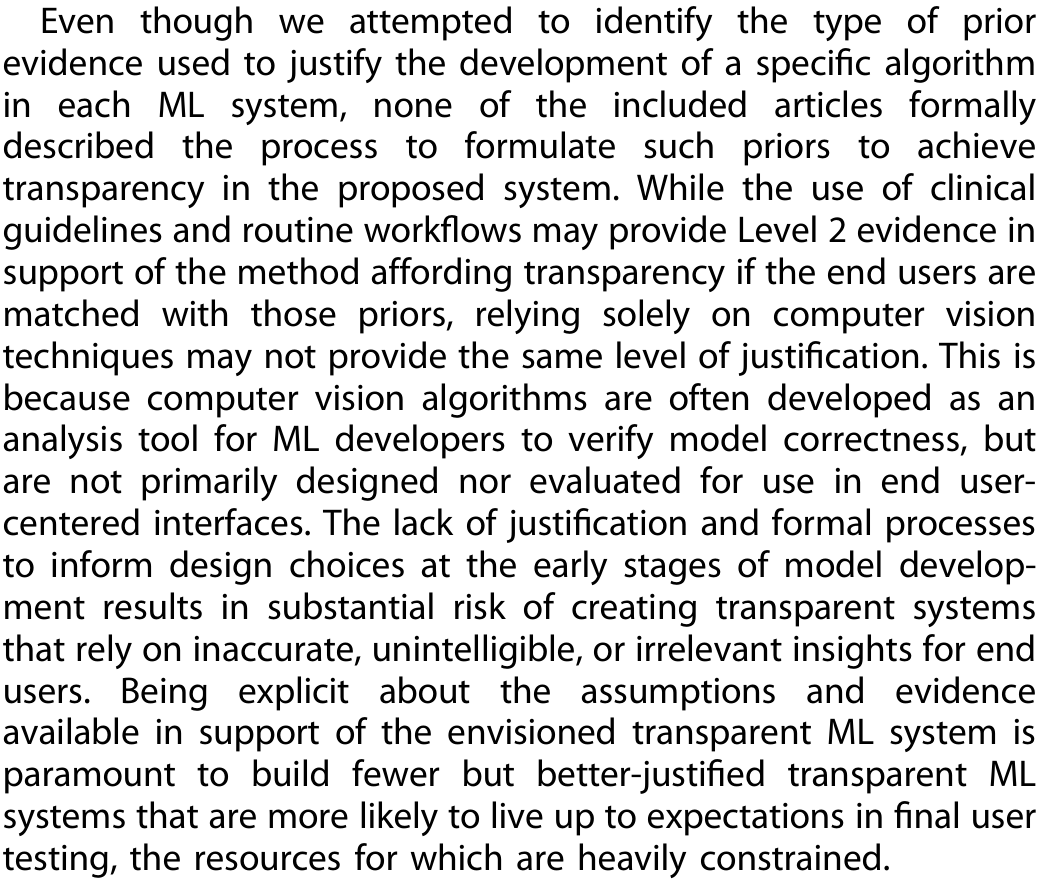 Even though we attempted to identify the type of prior
evidence used to justify the development of a specific algorithm
in each ML system, none of the included articles formally
described the process to formulate such priors to achieve
transparency in the proposed system. While the use of clinical
guidelines and routine workflows may provide Level 2 evidence in
support of the method affording transparency if the end users are
matched with those priors, relying solely on computer vision
techniques may not provide the same level of justification. This is
because computer vision algorithms are often developed as an
analysis tool for ML developers to verify model correctness, but
are not primarily designed nor evaluated for use in end user-
centered interfaces. The lack of justification and formal processes
to inform design choices at the early stages of model develop-
ment results in substantial risk of creating transparent systems
that rely on inaccurate, unintelligible, or irrelevant insights for end
users. Being explicit about the assumptions and evidence
available in support of the envisioned transparent ML system is
paramount to build fewer but better-justified transparent ML
systems that are more likely to live up to expectations in final user
testing, the resources for which are heavily constrained.